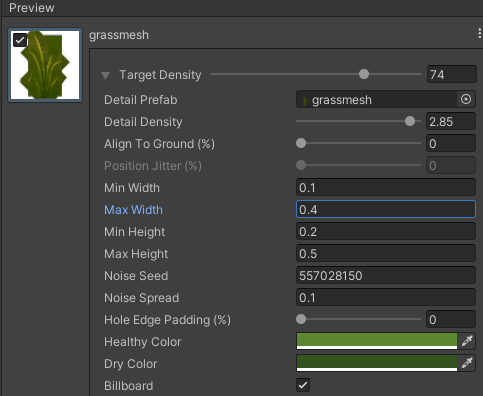 Preview
grassmesh
Target Density 74
Detail Prefab grassmesh
Detail Density 2.85
Align To Ground (%) 0
Position Jitter (%) 0
Min Width 0.1
Max Width 0.4
Min Height 0.2
Max Height 0.5
Noise Seed 557028150
Noise Spread 0.1
Hole Edge Padding (%) 0
Healthy Color
Dry Color
Billboard